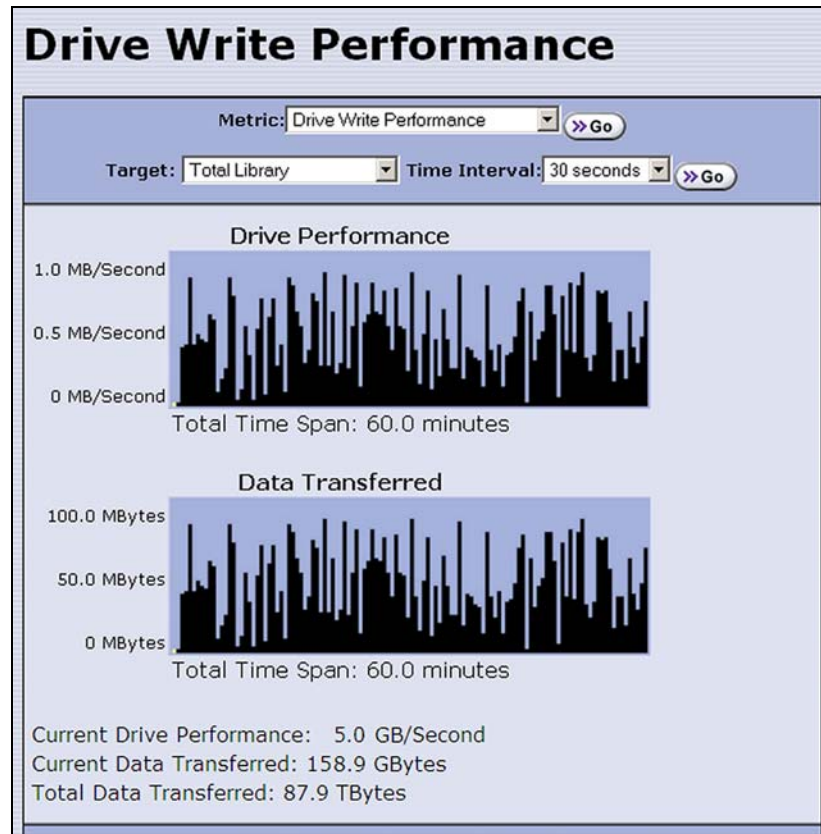 Drive Write Performance
Metric: Drive Write Performance Go
Target: Total Library Time Interval: 30 seconds Go
Drive Performance
1.0 MB/Second
0.5 MB/Second
0 MB/Second
Total Time Span: 60.0 minutes
Data Transferred
100.0 MBytes
50.0 MBytes
0 MBytes
Total Time Span: 60.0 minutes
Current Drive Performance: 5.0 GB/Second
Current Data Transferred: 158.9 GBytes
Total Data Transferred: 87.9 TBytes